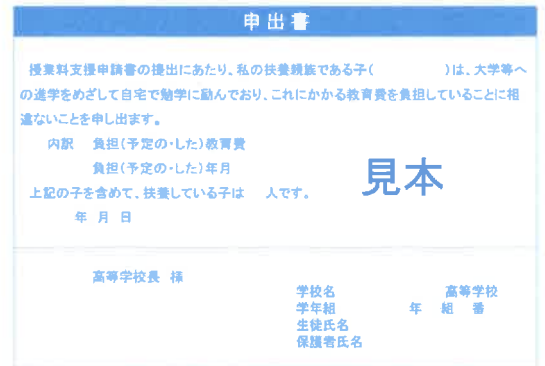 申出書
授業料支援申請書の提出にあたり、私の扶養親族である子(　　　　　)は、大学等へ
の進学をめざして自宅で勉学に励んでおり、これにかかる教育費を負担していることに相
違ないことを申し出ます。
内訳　負担(予定の・した)教育費
負担(予定の・した)年月
見本
上記の子を含めて、扶養している子は　　人です。
年　月　日
高等学校長　様
学校名　　　　　　　　高等学校
学年組　　　　　年　組　番
生徒氏名
保護者氏名